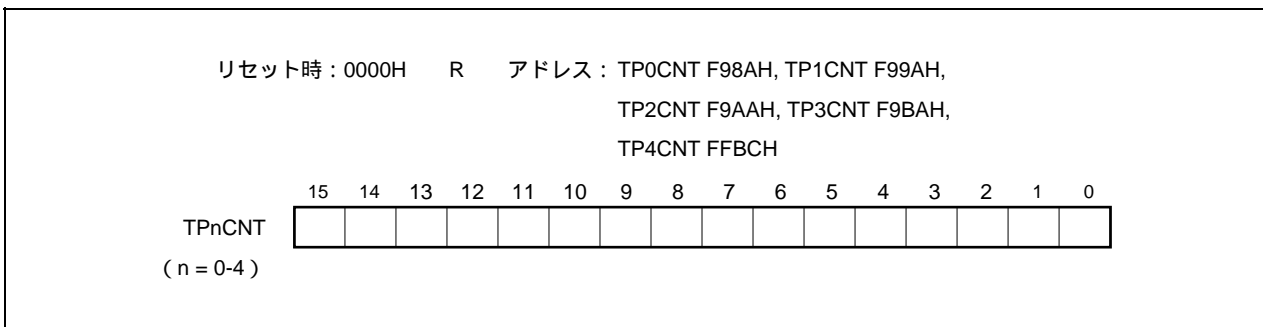 リセット時:0000H R アドレス:TP0CNT F98AH, TP1CNT F99AH,
TP2CNT F9AAH, TP3CNT F9BAH,
TP4CNT FFBCH
15 14 13 12 11 10 9 8 7 6 5 4 3 2 1 0
TPnCNT
(n = 0-4)